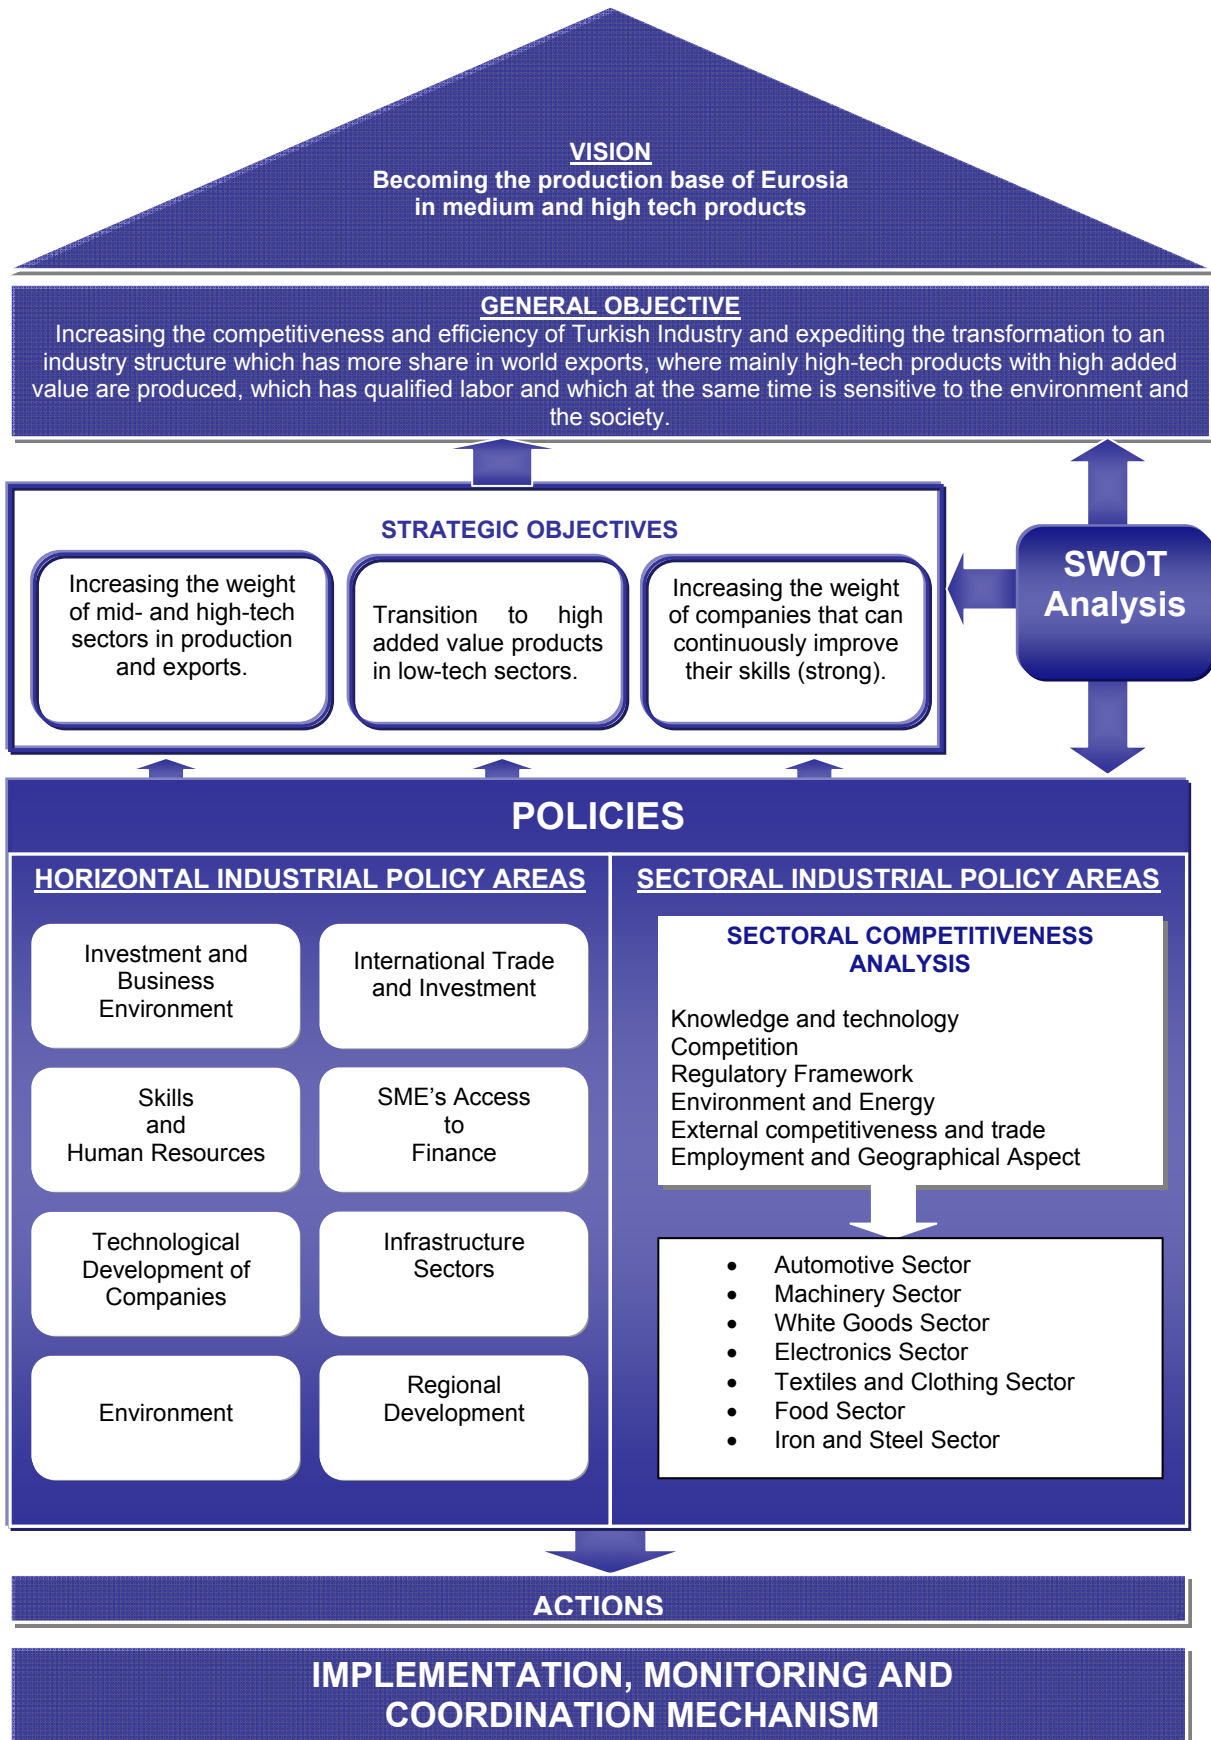 VISION
Becoming the production base of Eurosia
in medium and high tech products
GENERAL OBJECTIVE
Increasing the competitiveness and efficiency of Turkish Industry and expediting the transformation to an
industry structure which has more share in world exports, where mainly high-tech products with high added
value are produced, which has qualified labor and which at the same time is sensitive to the environment and
the society.
STRATEGIC OBJECTIVES
Increasing the weight
of mid- and high-tech
sectors in production
and exports.
Transition to high
added value products
in low-tech sectors.
Increasing the weight
of companies that can
continuously improve
their skills (strong).
SWOT
Analysis
POLICIES
HORIZONTAL INDUSTRIAL POLICY AREAS
Investment and
Business
Environment
International Trade
and Investment
Skills
and
Human Resources
SME’s Access
to
Finance
Technological
Development of
Companies
Infrastructure
Sectors
Environment
Regional
Development
SECTORAL INDUSTRIAL POLICY AREAS
SECTORAL COMPETITIVENESS
ANALYSIS
Knowledge and technology
Competition
Regulatory Framework
Environment and Energy
External competitiveness and trade
Employment and Geographical Aspect
• Automotive Sector
• Machinery Sector
• White Goods Sector
• Electronics Sector
• Textiles and Clothing Sector
• Food Sector
• Iron and Steel Sector
ACTIONS
IMPLEMENTATION, MONITORING AND
COORDINATION MECHANISM